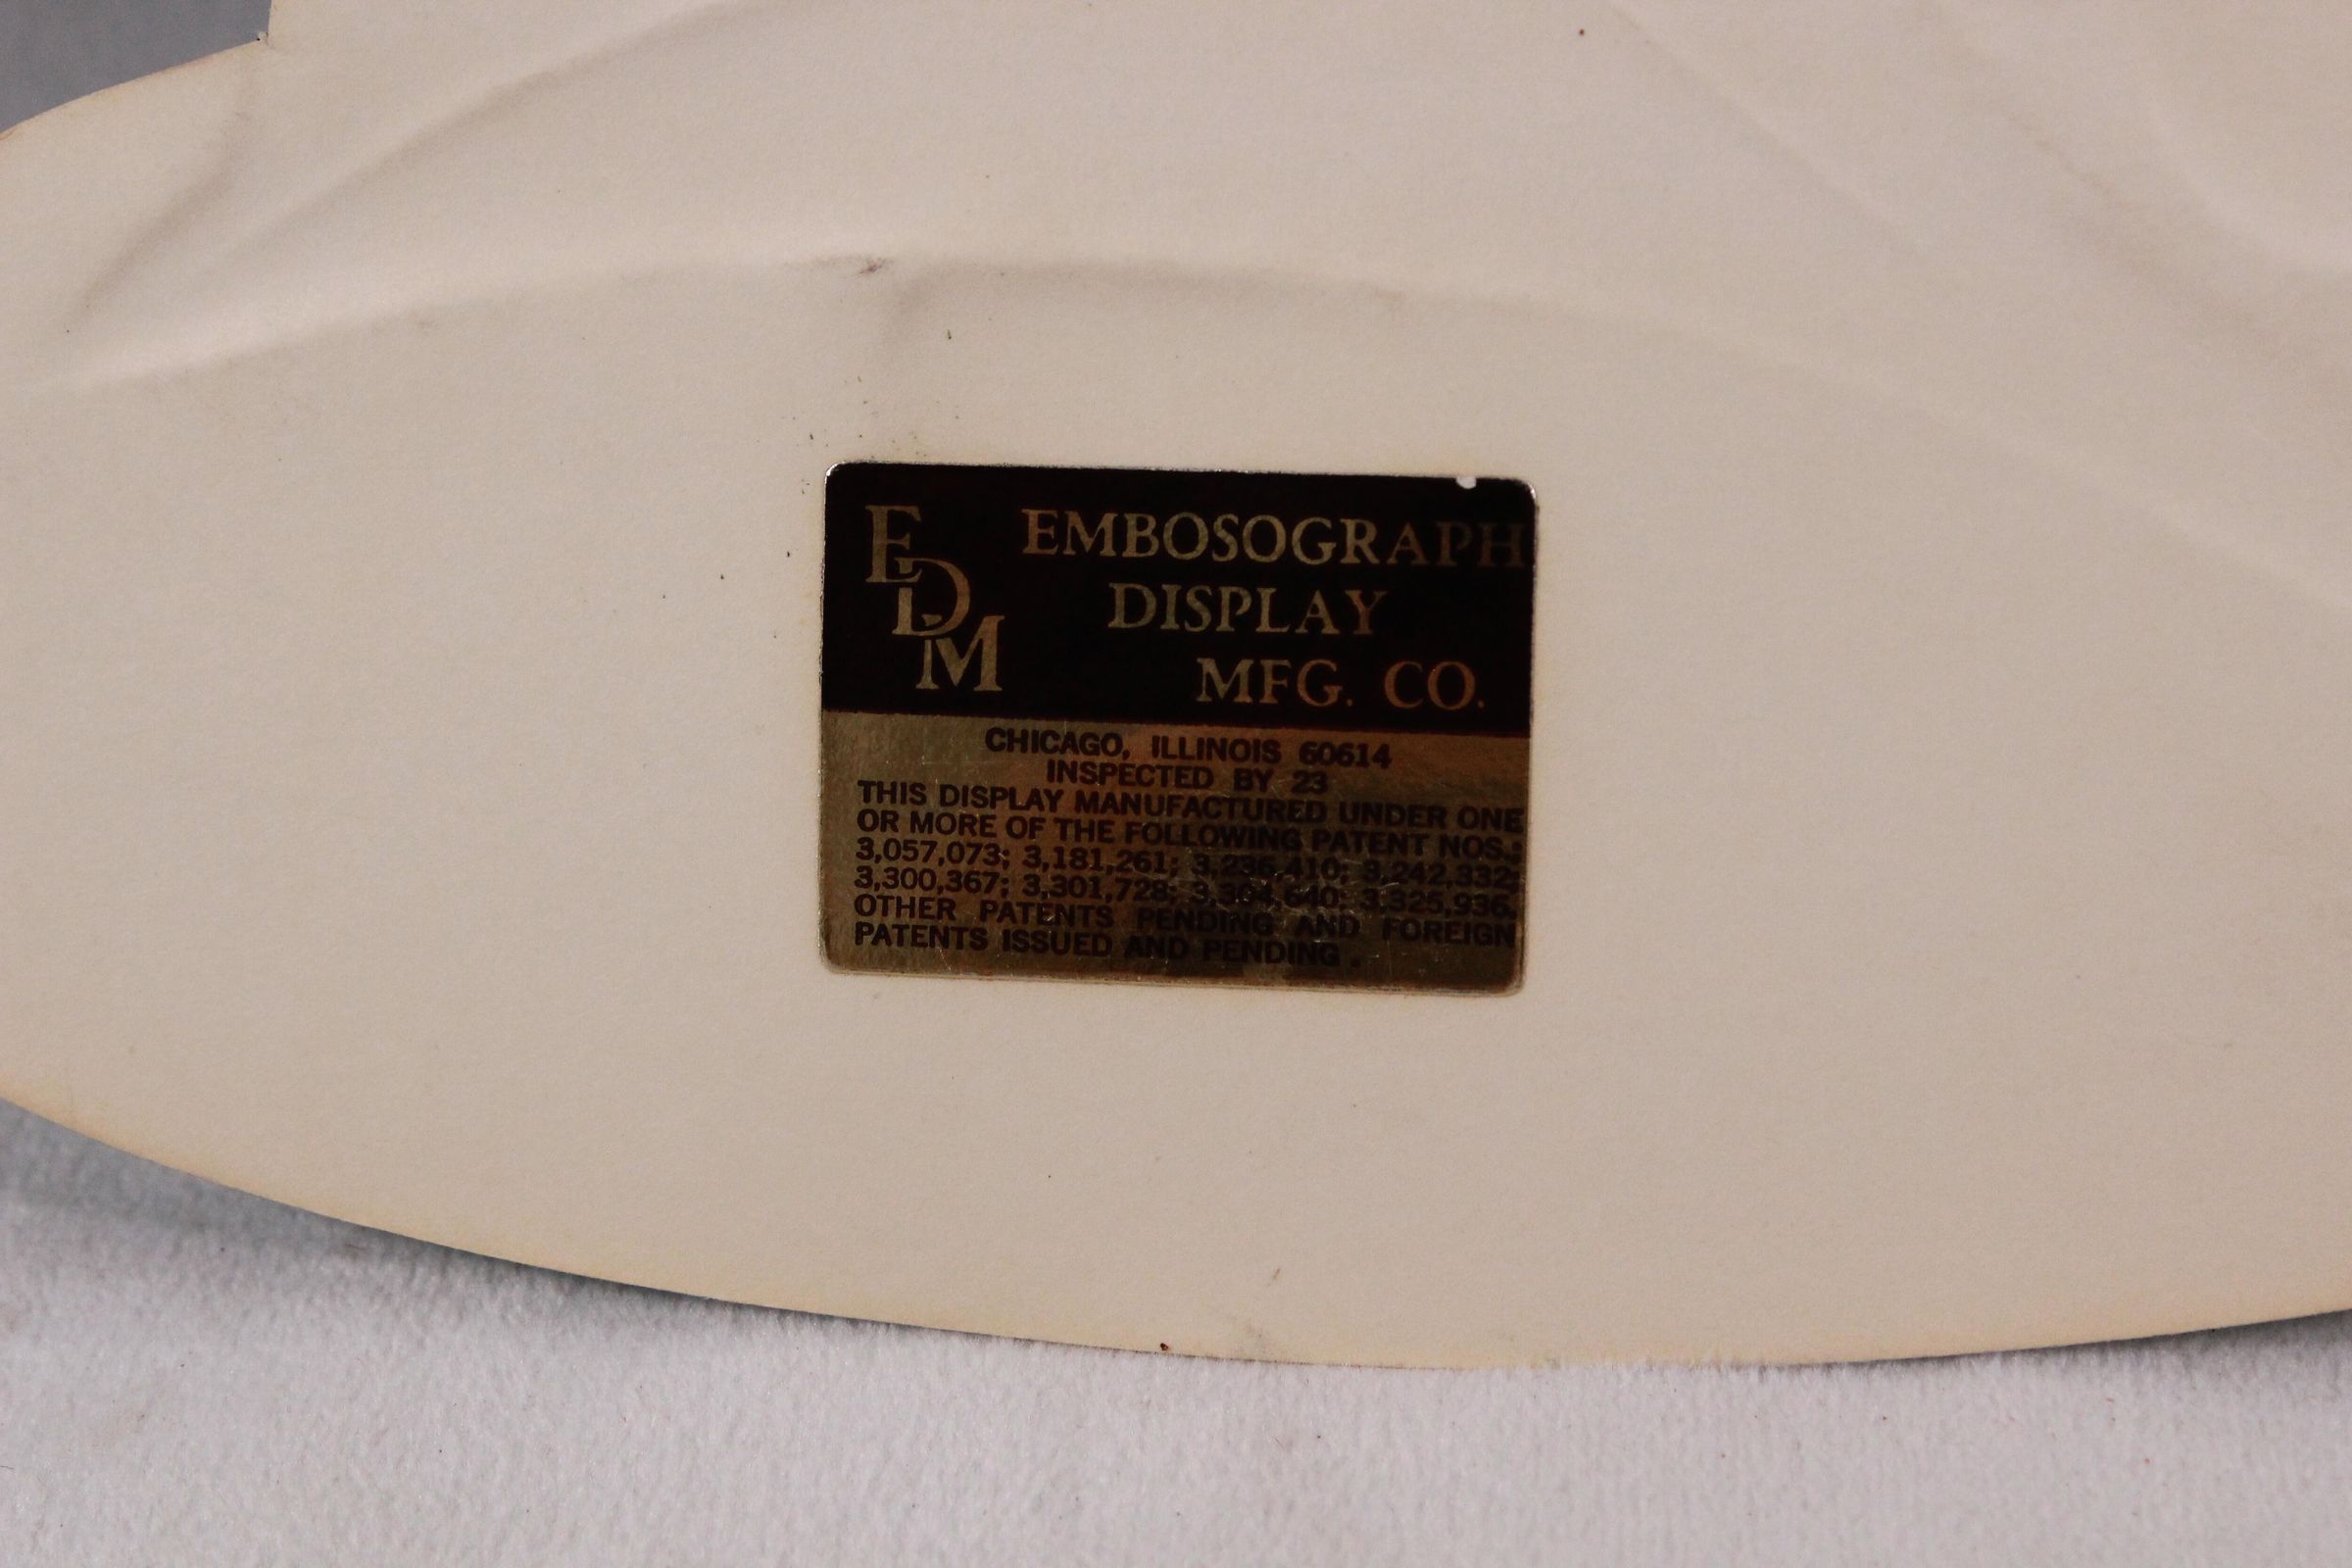 EDM
EMBOSOGRAPH
DISPLAY
MFG. CO.
CHICAGO, ILLINOIS 60614
INSPECTED BY 23
THIS DISPLAY MANUFACTURED UNDER ONE
OR MORE OF THE FOLLOWING PATENT NOS.:
3,057,073; 3,181,261; 3,236,410; 3,242,332;
3,300,367; 3,301,728; 3,325,936.
OTHER PATENTS PENDING AND FOREIGN
PATENTS ISSUED AND PENDING .